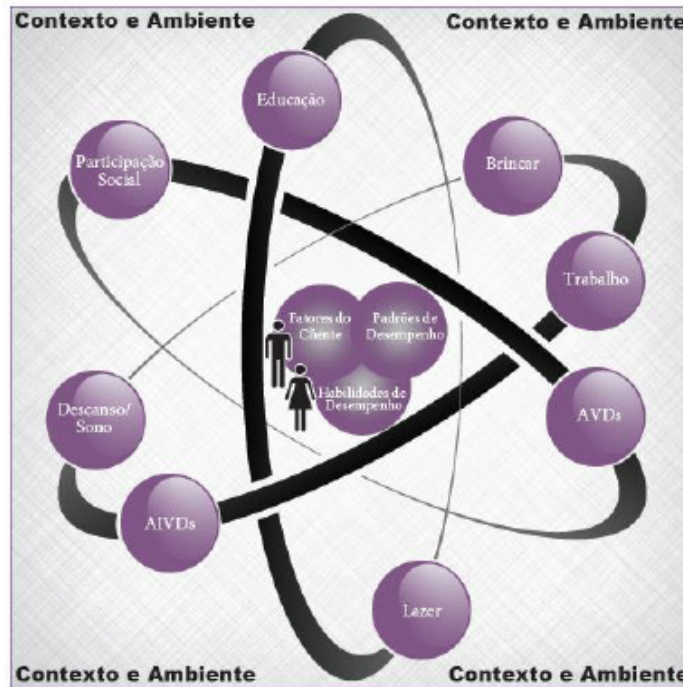 Contexto e Ambiente
Contexto e Ambiente
Educação
Participação
Social
Brincar
Trabalho
Fatores do
Cliente
Padrões de
Desempenho
Habilidades de
Desempenho
Descanso/
Sono
AVDs
AIVDs
Lazer
Contexto e Ambiente
Contexto e Ambiente